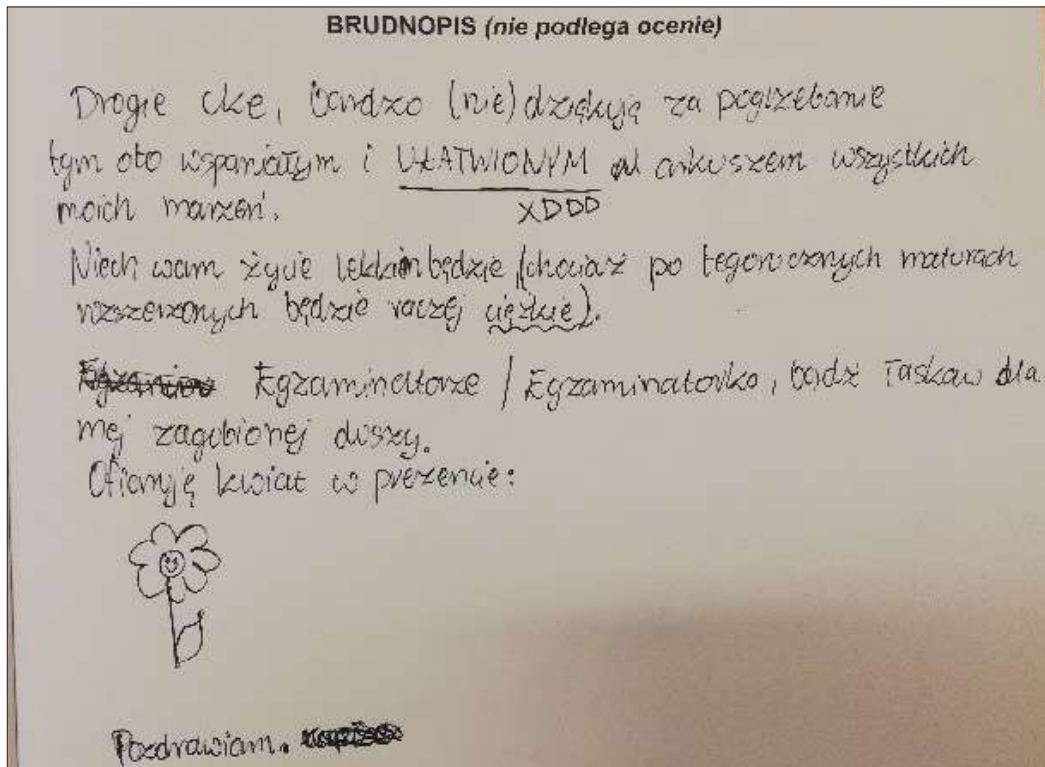 BRUDNOPIS (nie podlega ocenie)
Drogie cke, bardzo (nie) dziękuję za pogrzebanie
tym oto wspaniałym i UŁATWIONYM arkuszem wszystkich
XDDD
moich marzeń.
Niech wam życie lekkim będzie (chociaż po tegorocznych maturach
rozszerzonych będzie raczej ciężkie).
Egzaminatorze / Egzaminatorko, bądź łaskaw dla
mej zagubionej duszy.
Ofiaruję kwiat w prezencie:
Pozdrawiam.